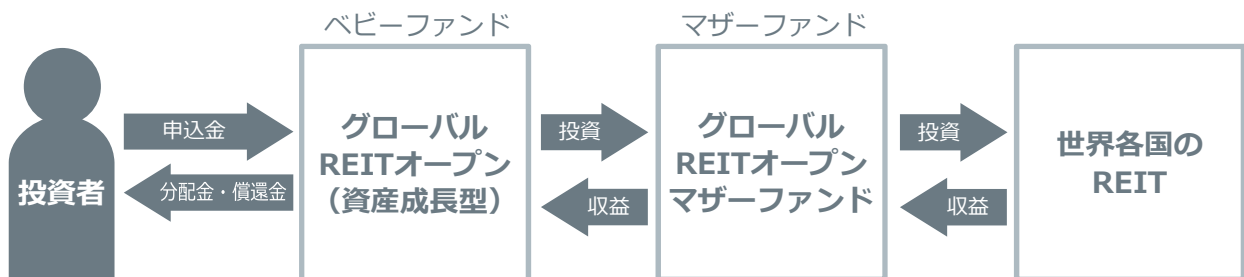 ベビーファンド
マザーファンド
投資者
申込金
分配金・償還金
グローバル
REITオープン
（資産成長型）
投資
収益
グローバル
REITオープン
マザーファンド
投資
収益
世界各国の
REIT